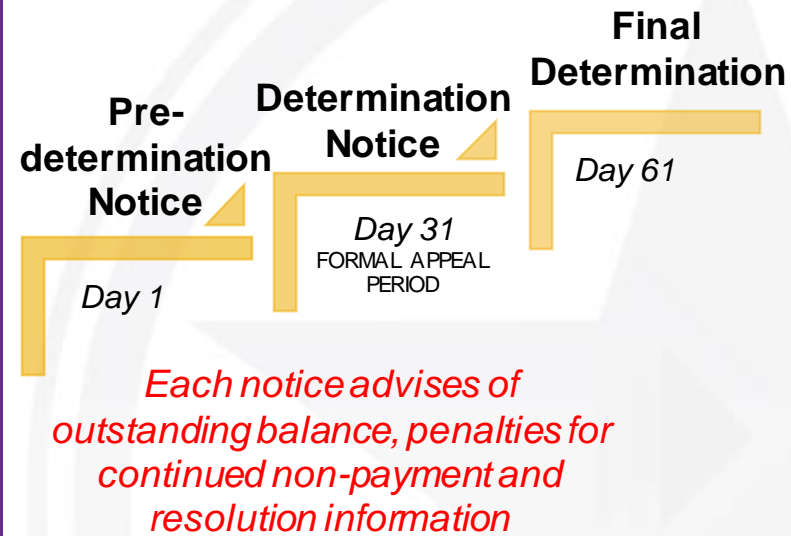 Pre-
determination
Notice
Day 1
Determination
Notice
Day 31
FORMAL APPEAL
PERIOD
Final
Determination
Day 61
Each notice advises of
outstanding balance, penalties for
continued non-payment and
resolution information